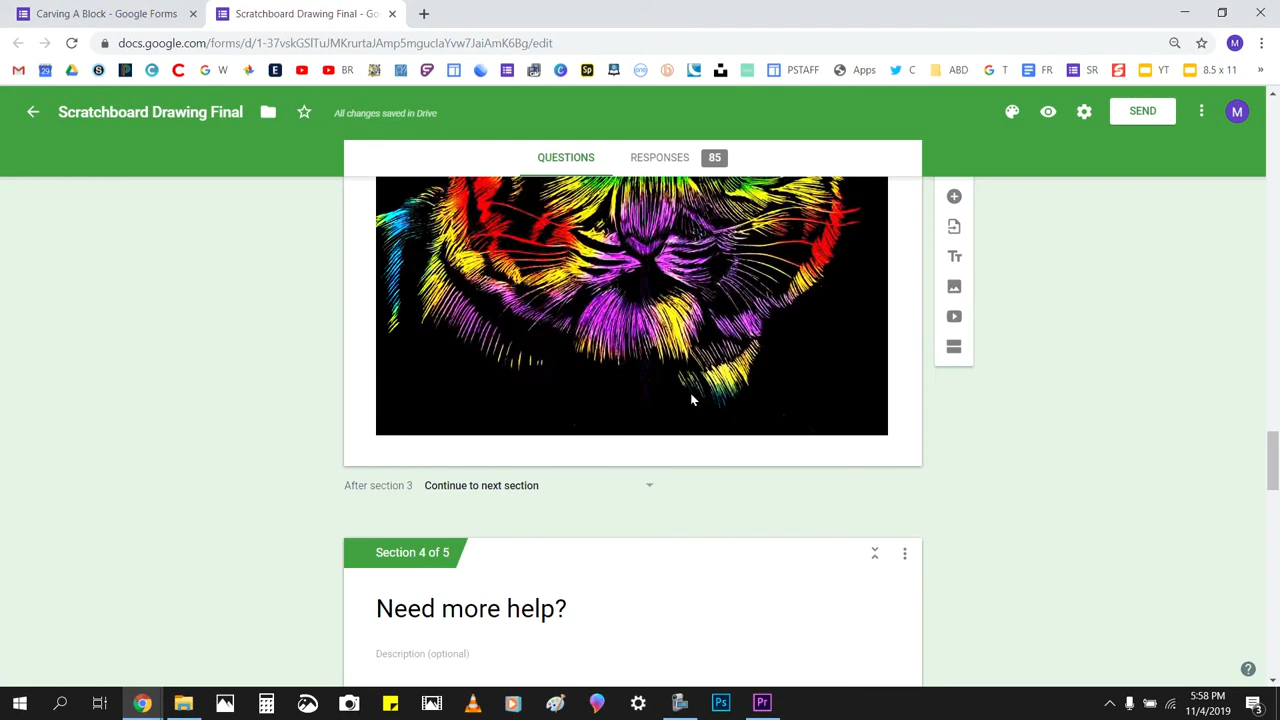 Carving A Block - Google Forms
Scratchboard Drawing Final - Go
docs.google.com/forms/d/1-37vskGSlTuJMKrurtaJAmp5mguclaYvw7JaiAmK6Bg/edit
M
W
BR
PSTAFF
Apps
C
ABD
T
FR
SR
YT
8.5 x 11
»
Scratchboard Drawing Final
All changes saved in Drive
SEND
M
QUESTIONS
RESPONSES
85
After section 3
Continue to next section
Section 4 of 5
Need more help?
Description (optional)
5:58 PM
11/4/2019